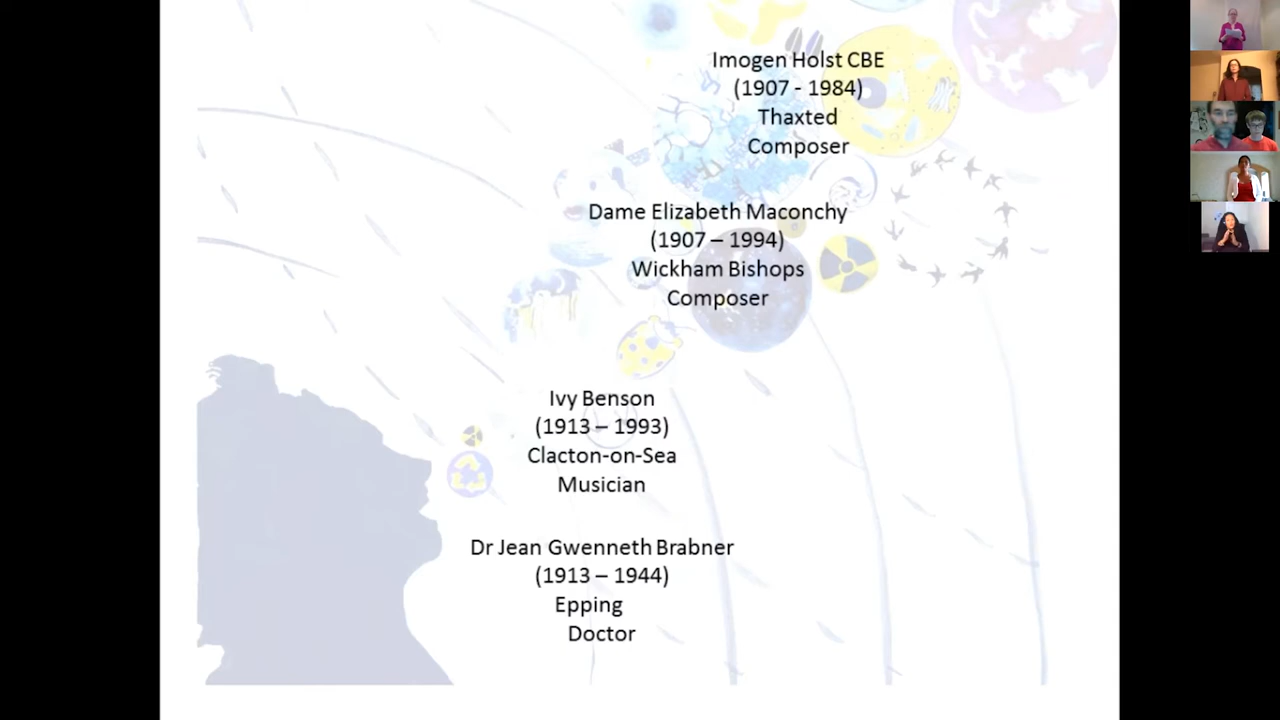 Imogen Holst CBE
(1907 - 1984)
Thaxted
Composer
Dame Elizabeth Maconchy
(1907 – 1994)
Wickham Bishops
Composer
Ivy Benson
(1913 – 1993)
Clacton-on-Sea
Musician
Dr Jean Gwenneth Brabner
(1913 – 1944)
Epping
Doctor